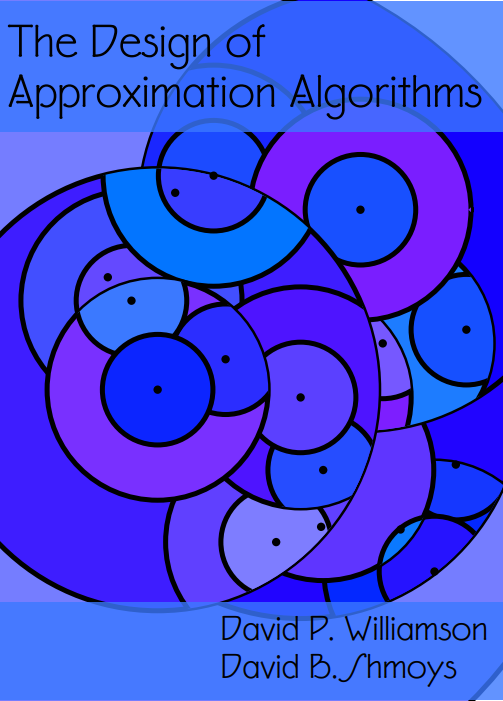 The Design of
Approximation Algorithms
David P. Williamson
David B. Shmoys